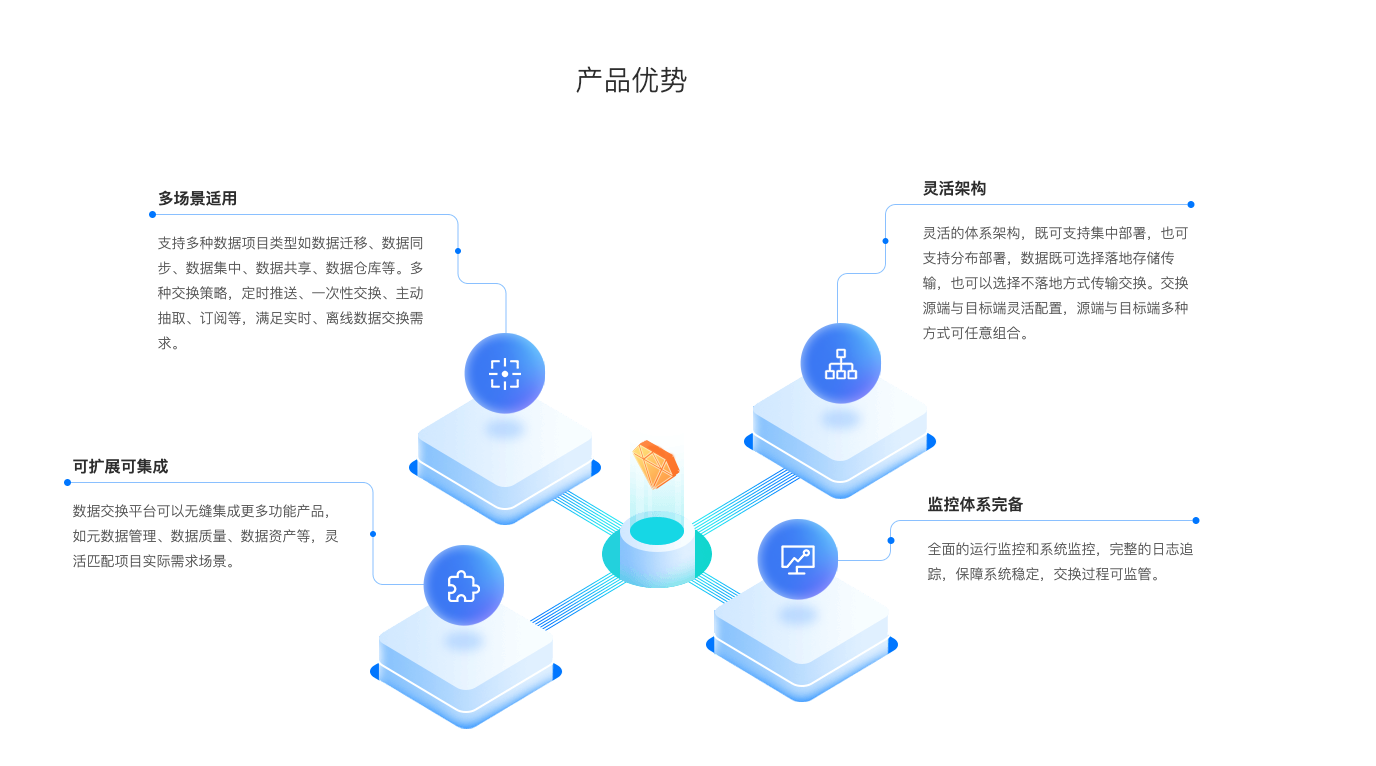 产品优势
多场景适用
支持多种数据项目类型如数据迁移、数据同
步、数据集中、数据共享、数据仓库等。多
种交换策略，定时推送、一次性交换、主动
抽取、订阅等，满足实时、离线数据交换需
求。
灵活架构
灵活的体系架构，既可支持集中部署，也可
支持分布部署，数据既可选择落地存储传
输，也可以选择不落地方式传输交换。交换
源端与目标端灵活配置，源端与目标端多种
方式可任意组合。
可扩展可集成
数据交换平台可以无缝集成更多功能产品，
如元数据管理、数据质量、数据资产等，灵
活匹配项目实际需求场景。
监控体系完备
全面的运行监控和系统监控，完整的日志追
踪，保障系统稳定，交换过程可监管。